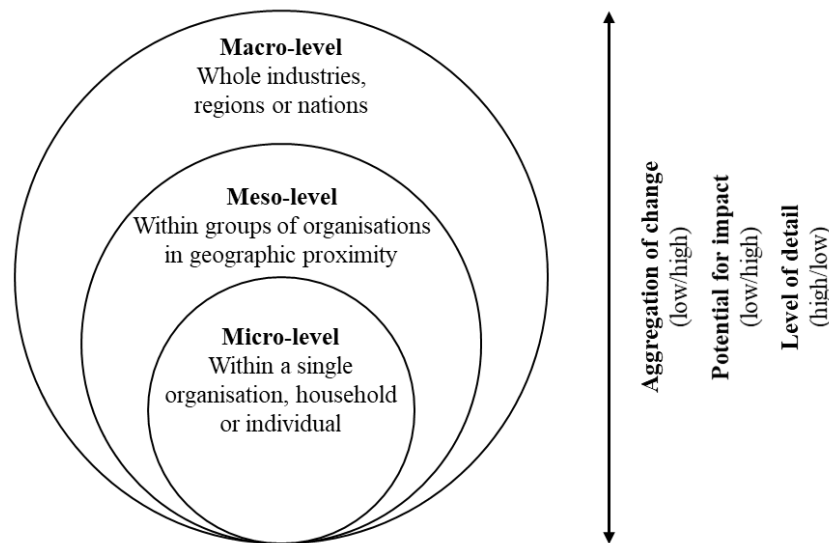 Macro-level
Whole industries,
regions or nations
Meso-level
Within groups of organisations
in geographic proximity
Micro-level
Within a single
organisation, household
or individual
Aggregation of change
(low/high)
Potential for impact
(low/high)
Level of detail
(high/low)